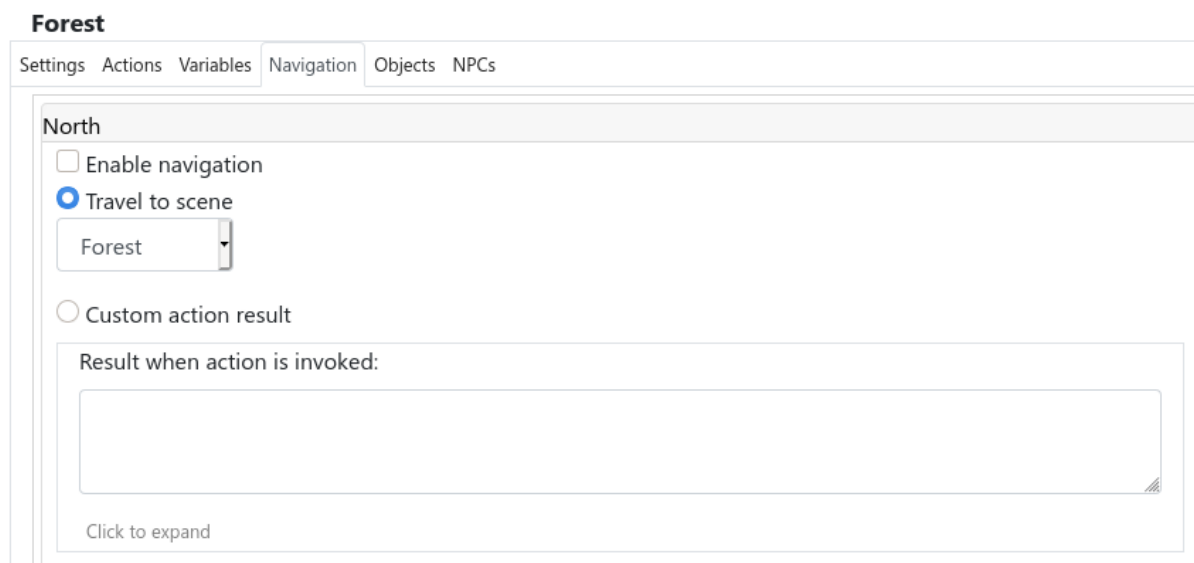 Forest
Settings Actions Variables Navigation Objects NPCs
North
Enable navigation
Travel to scene
Forest
Custom action result
Result when action is invoked:
Click to expand